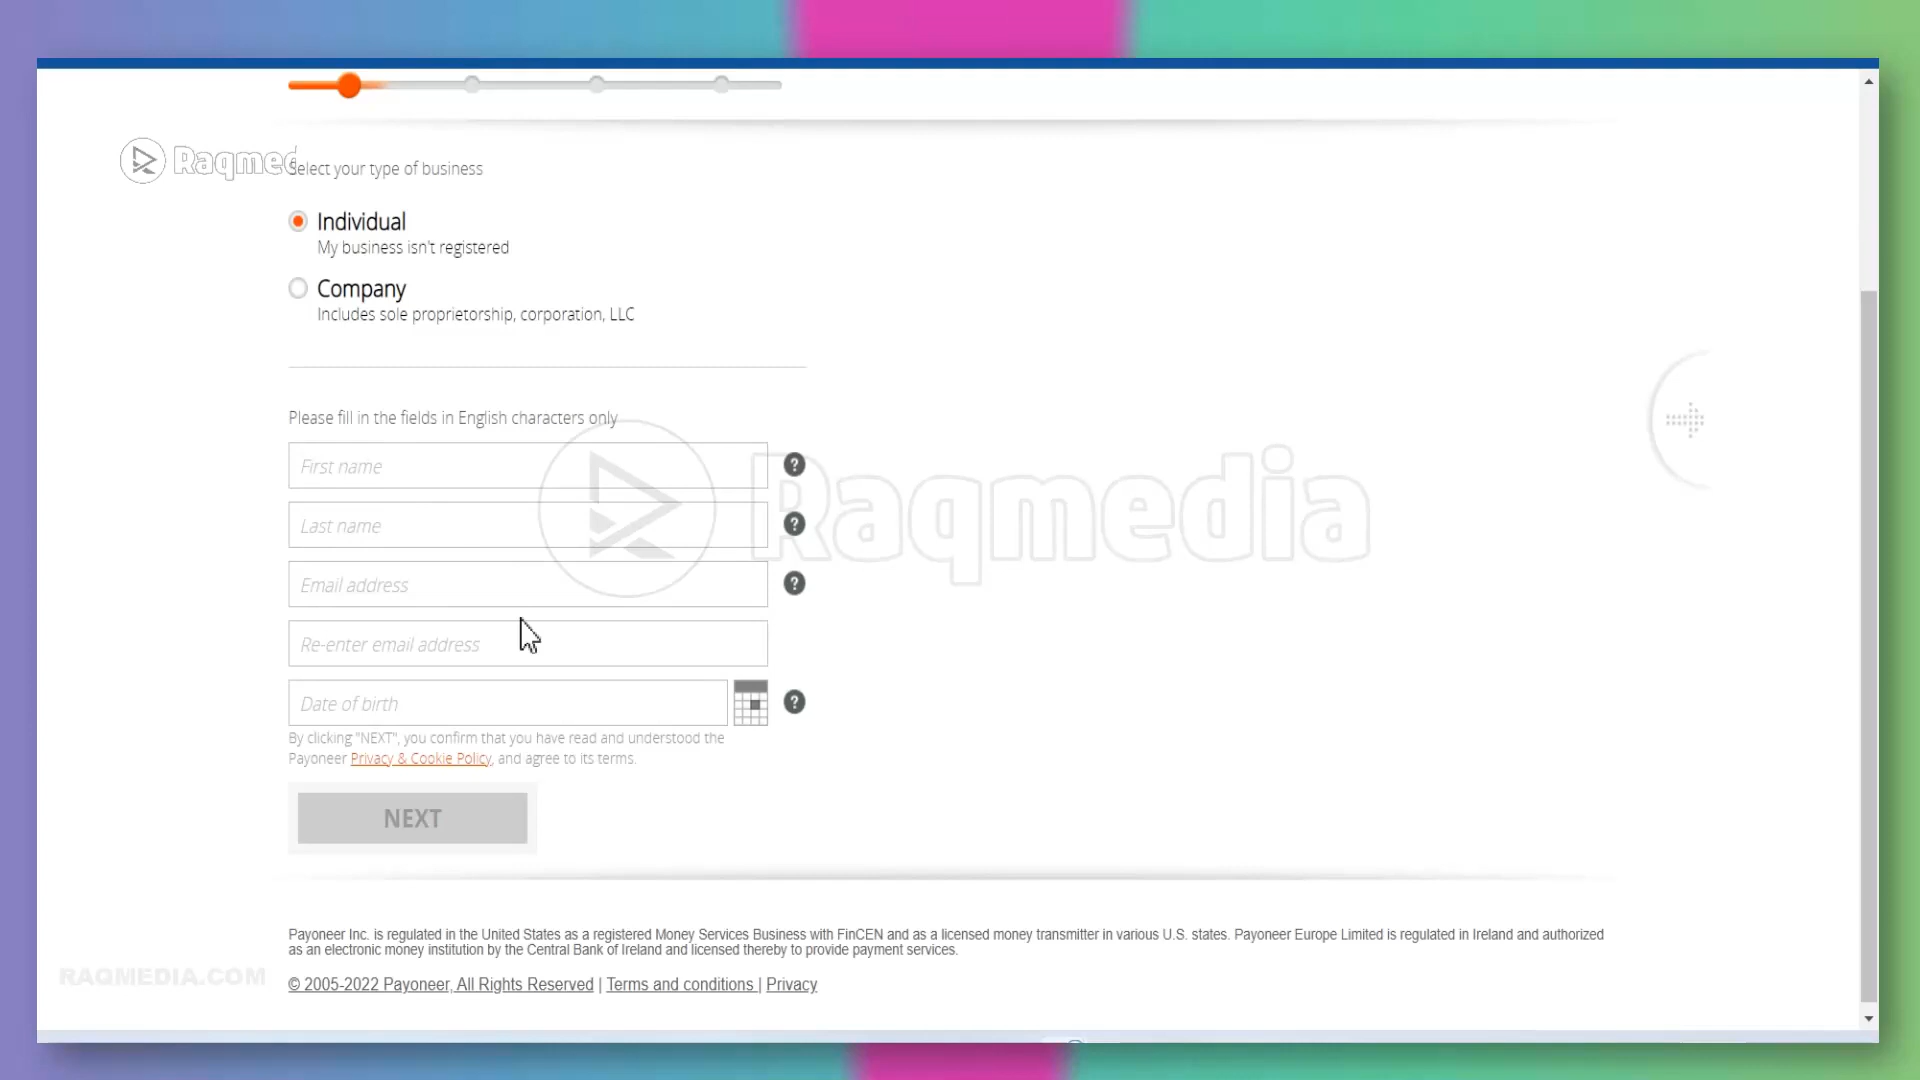 Raqmed
Select your type of business
Individual
My business isn't registered
Company
Includes sole proprietorship, corporation, LLC
Please fill in the fields in English characters only
First name
?
Last name
?
Email address
?
Re-enter email address
Date of birth
?
Raqmedia
By clicking "NEXT", you confirm that you have read and understood the
Payoneer Privacy & Cookie Policy, and agree to its terms.
NEXT
Payoneer Inc. is regulated in the United States as a registered Money Services Business with FinCEN and as a licensed money transmitter in various U.S. states. Payoneer Europe Limited is regulated in Ireland and authorized
as an electronic money institution by the Central Bank of Ireland and licensed thereby to provide payment services.
RAQMEDIA.COM
© 2005-2022 Payoneer, All Rights Reserved | Terms and conditions | Privacy